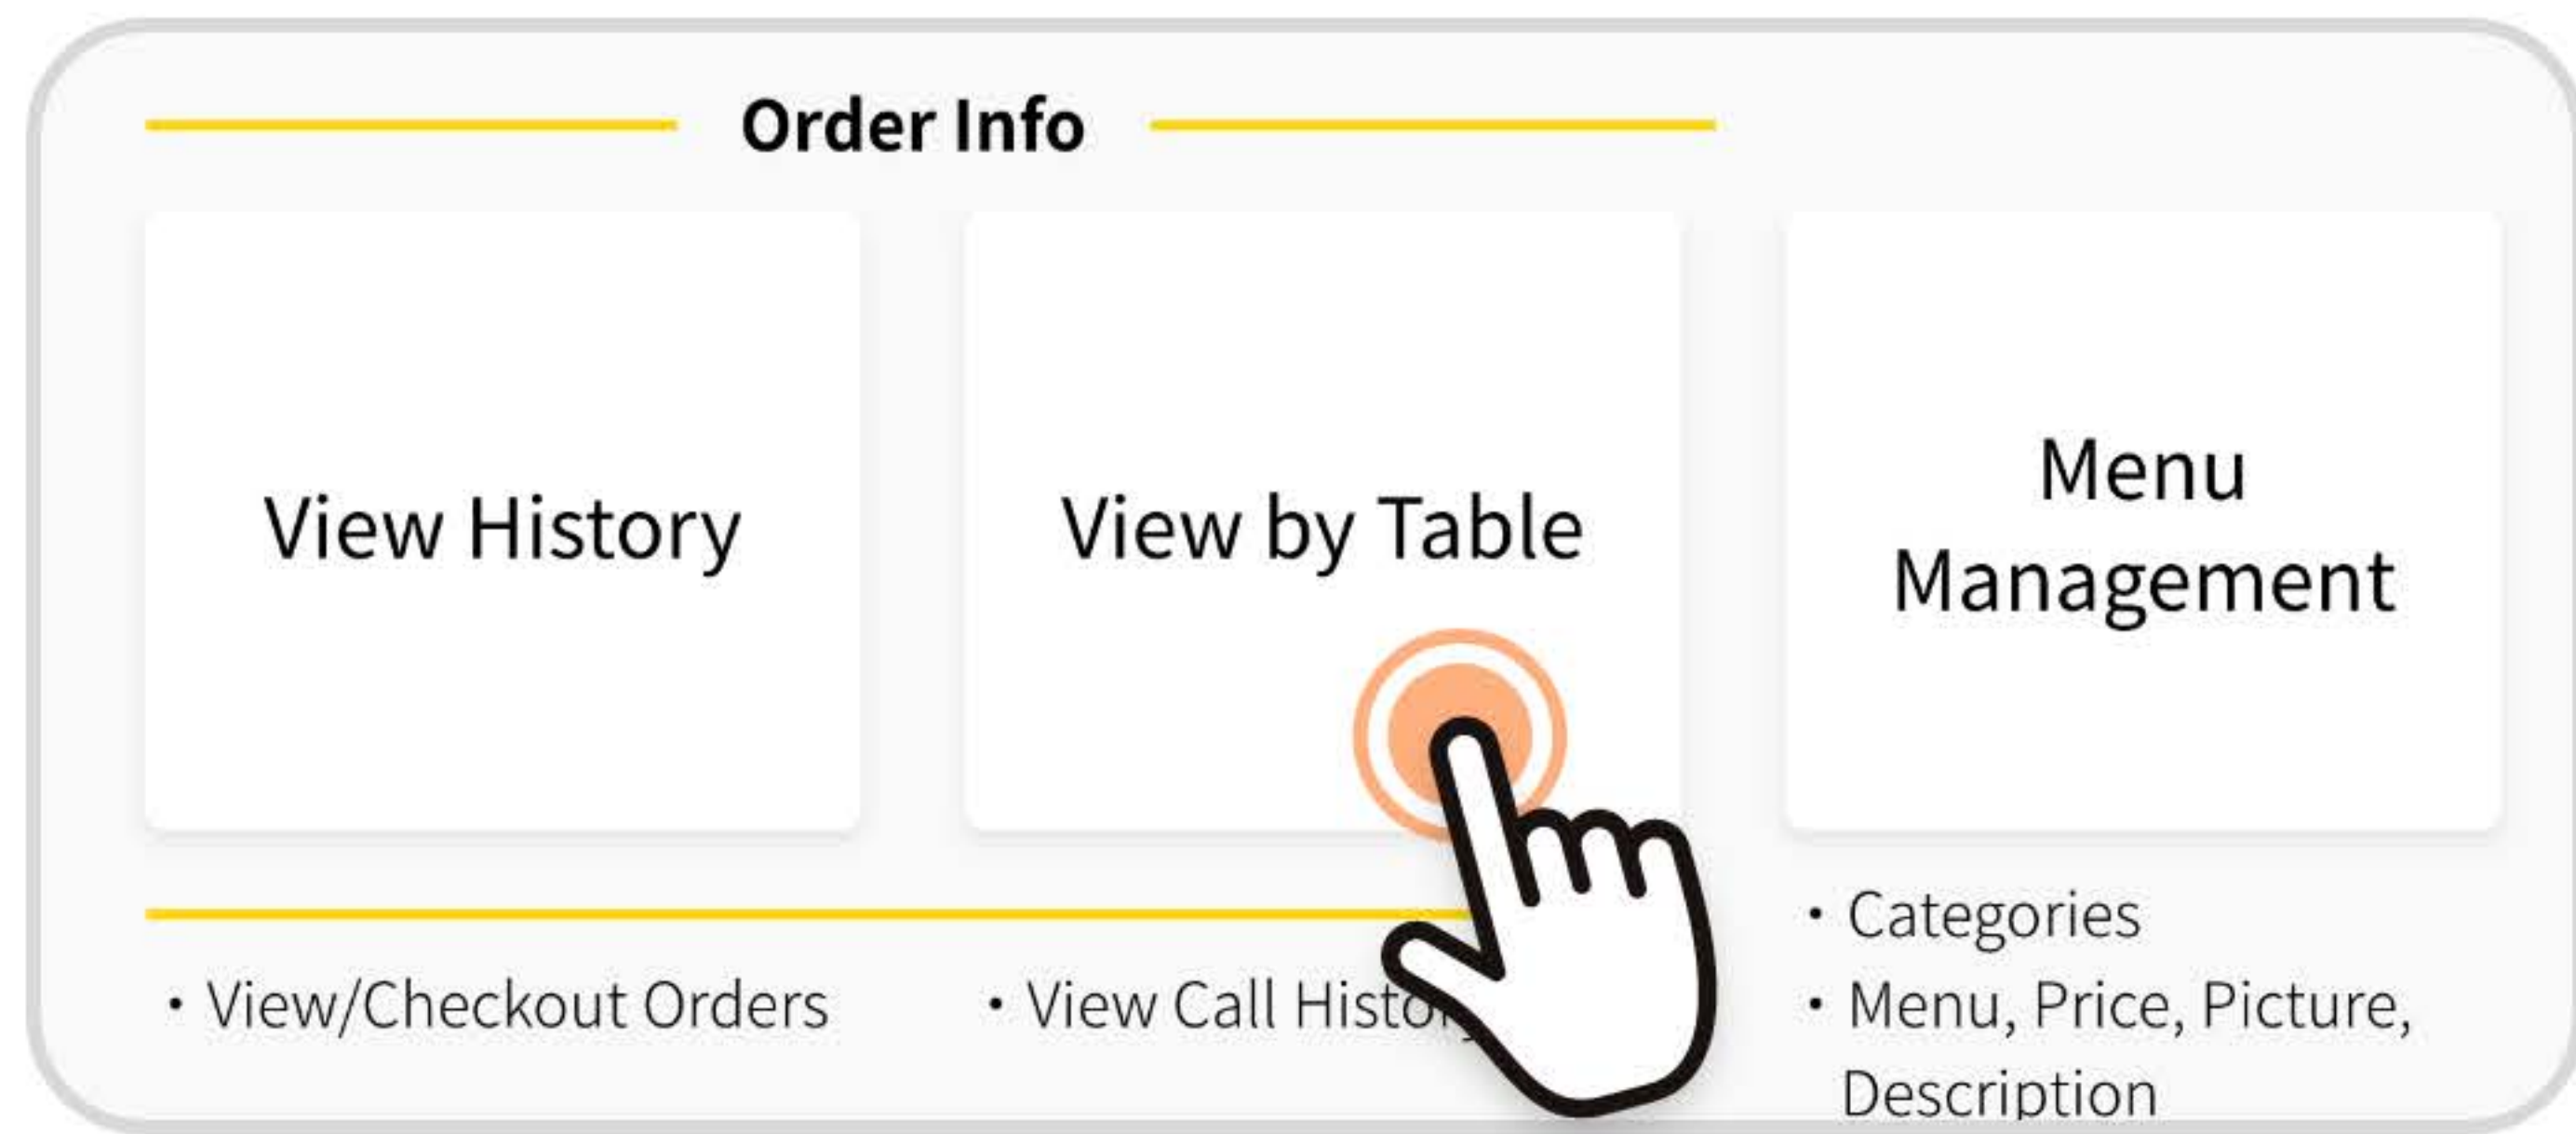 Order Info
View History
View by Table
Menu
Management
・View/Checkout Orders
・View Call History
・Categories
・Menu, Price, Picture,
Description